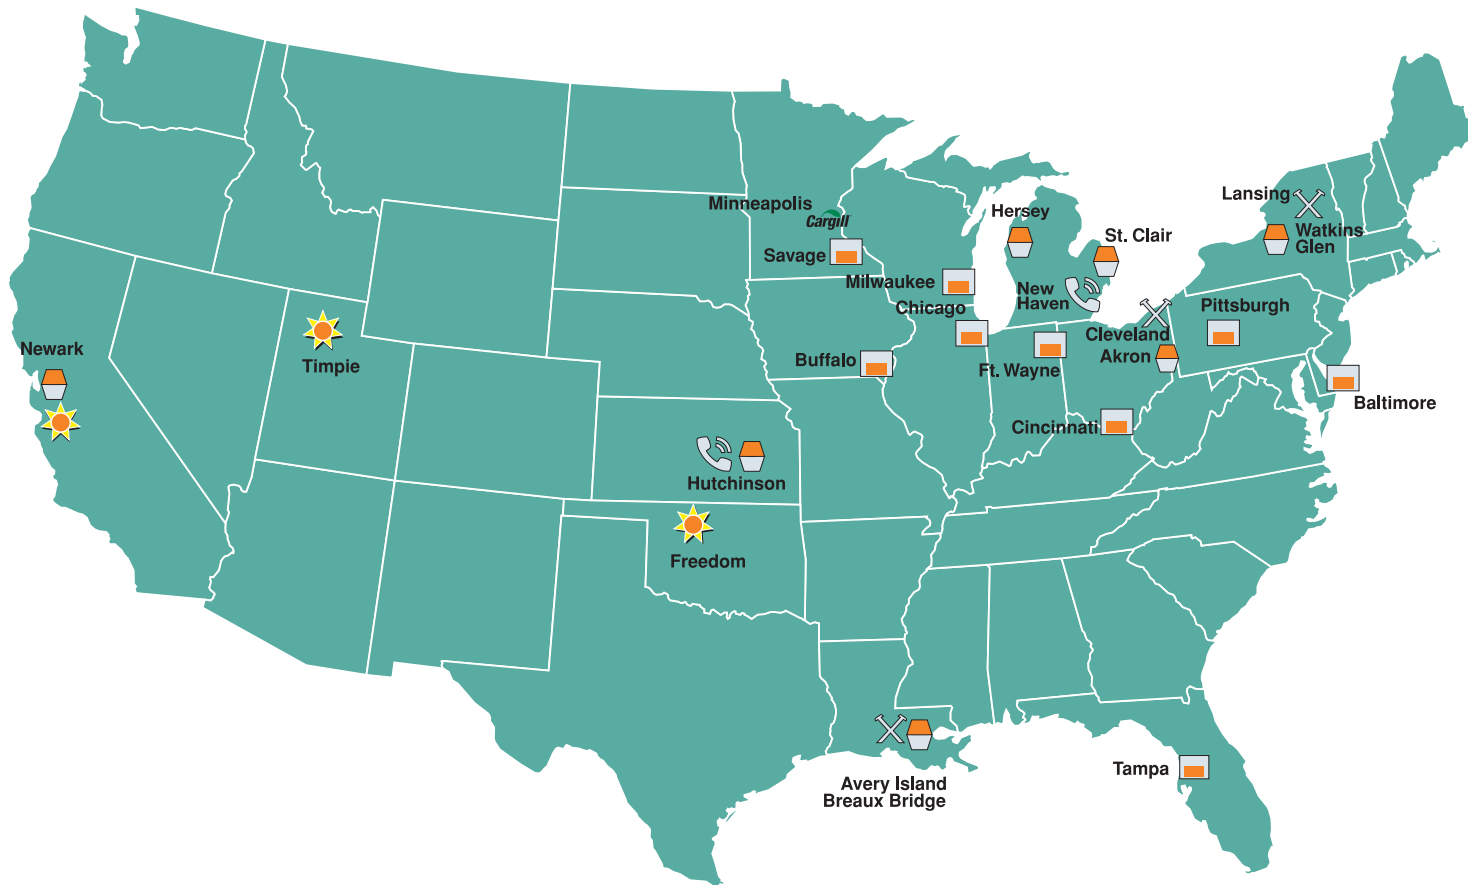 Lansing
Minneapolis
Cargill
Hersey
Watkins
Glen
St. Clair
Savage
Milwaukee
New
Haven
Chicago
Pittsburgh
Cleveland
Newark
Timpie
Buffalo
Ft. Wayne
Akron
Baltimore
Cincinnati
Hutchinson
Freedom
Tampa
Avery Island
Breaux Bridge